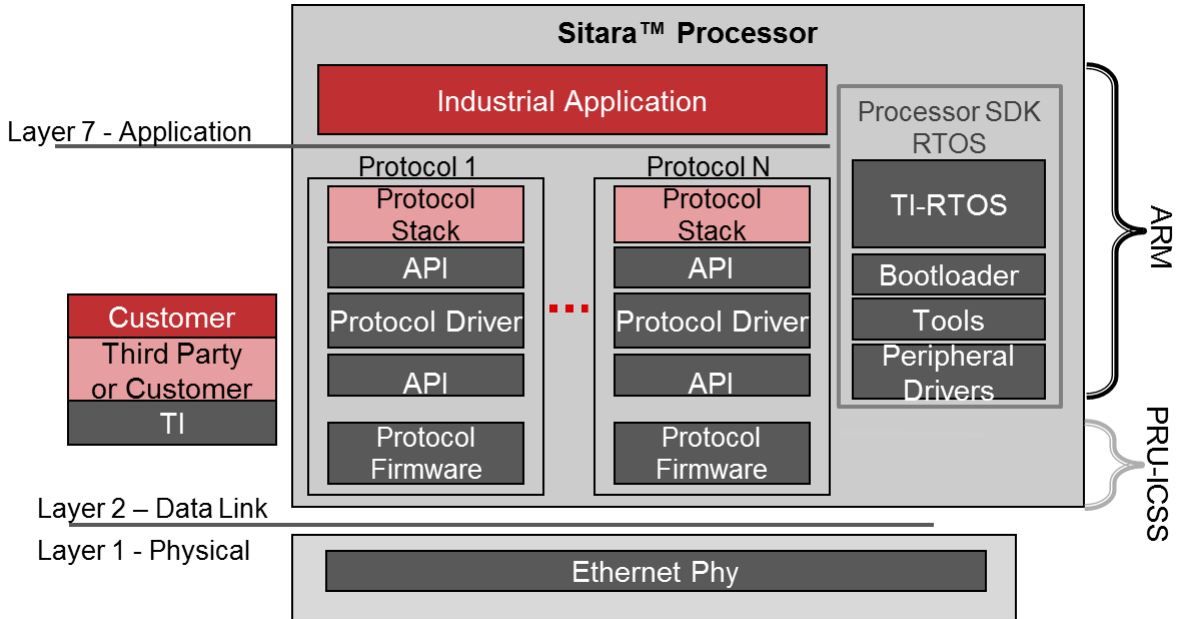 Sitara™ Processor
Industrial Application
Layer 7 - Application
Processor SDK
RTOS
Protocol 1
Protocol N
Protocol
Stack
API
Protocol Driver
API
Protocol
Firmware
...
Protocol
Stack
API
Protocol Driver
API
Protocol
Firmware
TI-RTOS
Bootloader
Tools
Peripheral
Drivers
ARM
PRU-ICSS
Customer
Third Party
or Customer
TI
Layer 2 – Data Link
Layer 1 - Physical
Ethernet Phy